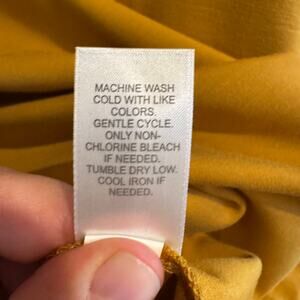 MACHINE WASH
COLD WITH LIKE
COLORS.
GENTLE CYCLE.
ONLY NON-
CHLORINE BLEACH
IF NEEDED.
TUMBLE DRY LOW.
COOL IRON IF
NEEDED.